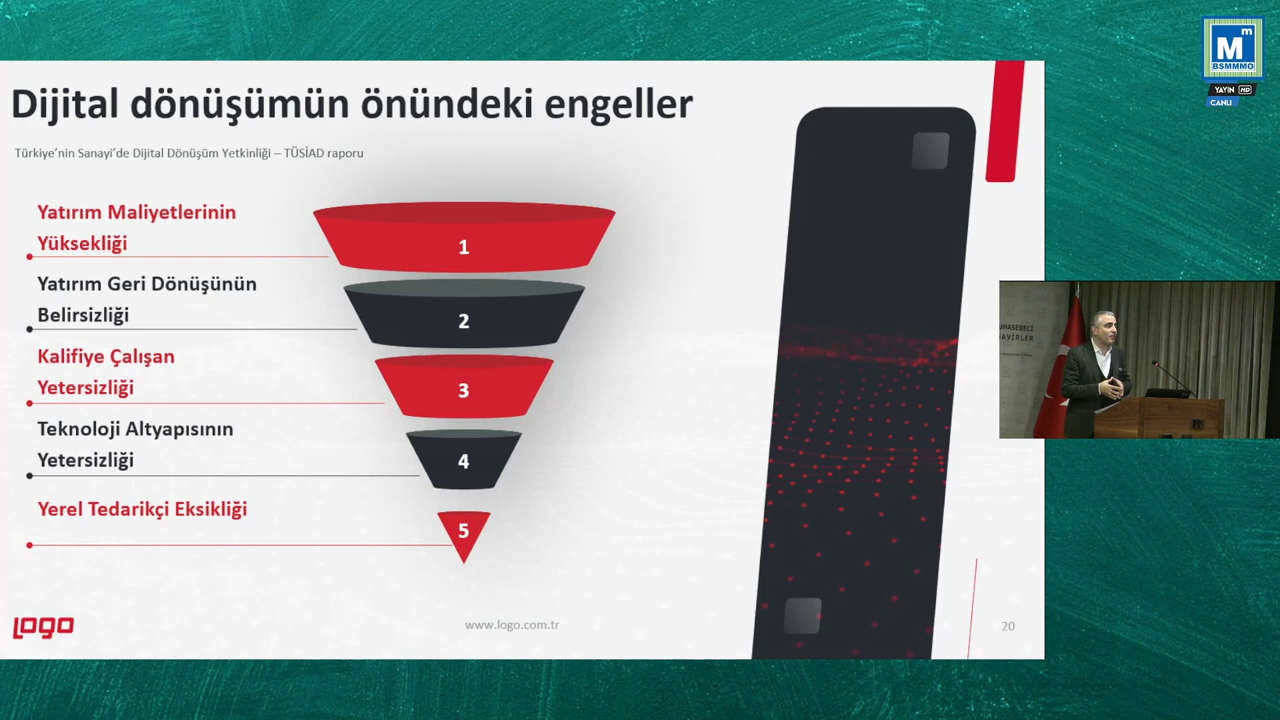 Dijital dönüşümün önündeki engeller
Türkiye'nin Sanayi'de Dijital Dönüşüm Yetkinliği – TÜSİAD raporu
Yatırım Maliyetlerinin
Yüksekliği
1
Yatırım Geri Dönüşünün
Belirsizliği
2
Kalifiye Çalışan
Yetersizliği
3
Teknoloji Altyapısının
Yetersizliği
4
Yerel Tedarikçi Eksikliği
5
LOGO
www.logo.com.tr
20
Mm
BSMMMO
YAYIN HD
CANLI